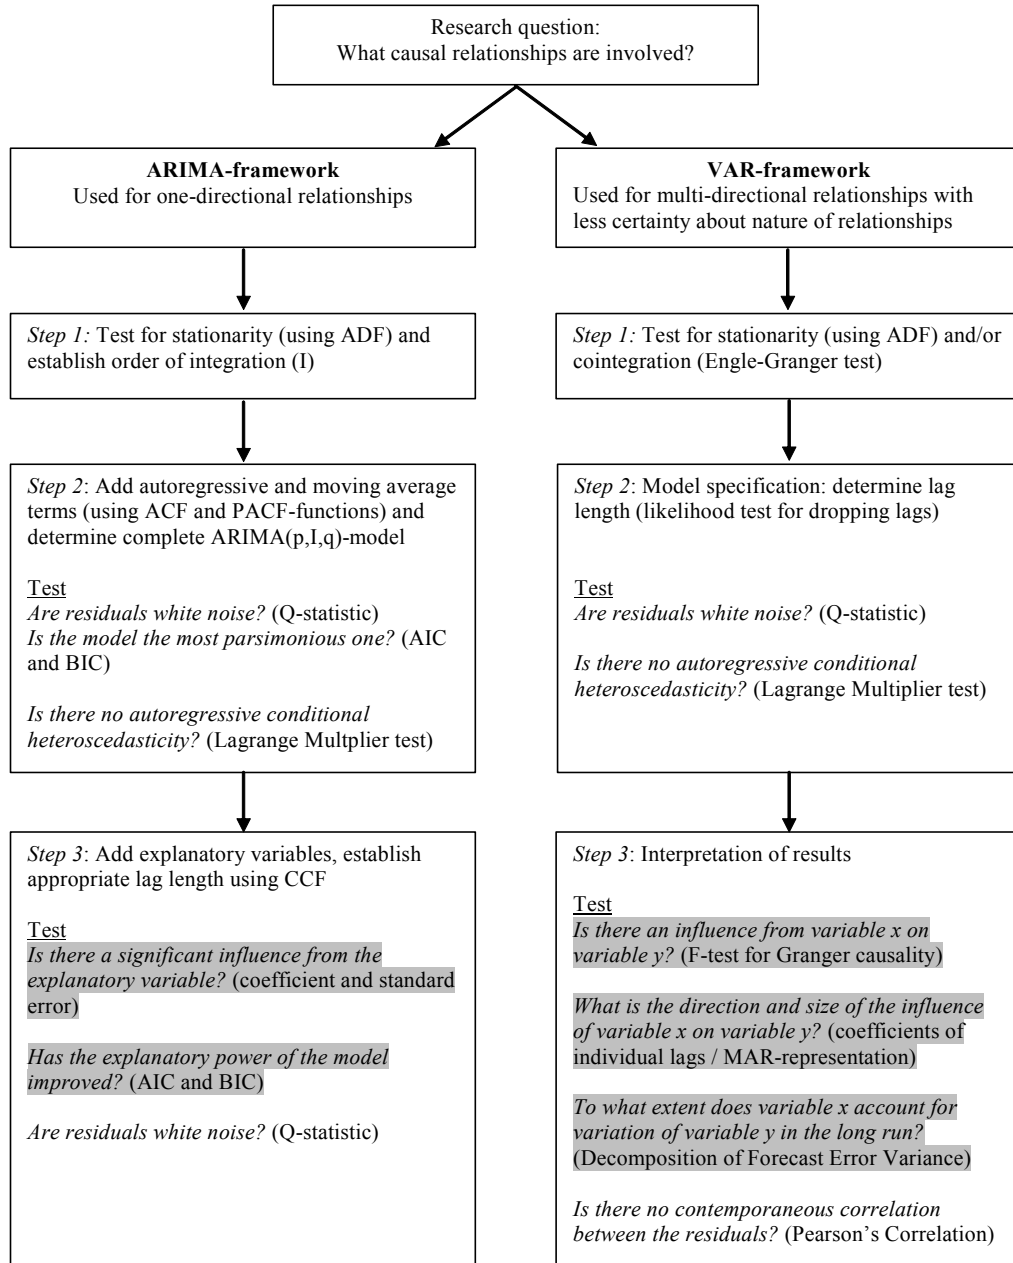 Research question:
What causal relationships are involved?
ARIMA-framework
Used for one-directional relationships
VAR-framework
Used for multi-directional relationships with
less certainty about nature of relationships
Step 1: Test for stationarity (using ADF) and
establish order of integration (I)
Step 1: Test for stationarity (using ADF) and/or
cointegration (Engle-Granger test)
Step 2: Add autoregressive and moving average
terms (using ACF and PACF-functions) and
determine complete ARIMA(p,I,q)-model
Test
Are residuals white noise? (Q-statistic)
Is the model the most parsimonious one? (AIC
and BIC)
Is there no autoregressive conditional
heteroscedasticity? (Lagrange Multplier test)
Step 2: Model specification: determine lag
length (likelihood test for dropping lags)
Test
Are residuals white noise? (Q-statistic)
Is there no autoregressive conditional
heteroscedasticity? (Lagrange Multiplier test)
Step 3: Add explanatory variables, establish
appropriate lag length using CCF
Test
Is there a significant influence from the
explanatory variable? (coefficient and standard
error)
Has the explanatory power of the model
improved? (AIC and BIC)
Are residuals white noise? (Q-statistic)
Step 3: Interpretation of results
Test
Is there an influence from variable x on
variable y? (F-test for Granger causality)
What is the direction and size of the influence
of variable x on variable y? (coefficients of
individual lags / MAR-representation)
To what extent does variable x account for
variation of variable y in the long run?
(Decomposition of Forecast Error Variance)
Is there no contemporaneous correlation
between the residuals? (Pearson's Correlation)